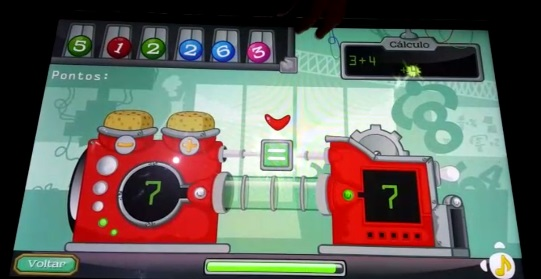 5 1 2 2 6 3
Cálculo
3+4
Pontos:
-
+
=
7
7
Voltar